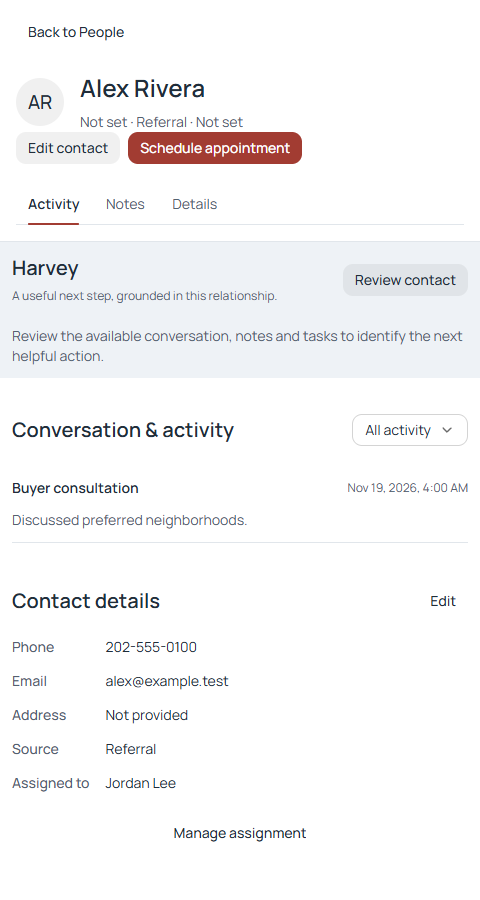 Back to People
AR
Alex Rivera
Not set · Referral · Not set
Edit contact
Schedule appointment
Activity
Notes
Details
Harvey
Review contact
A useful next step, grounded in this relationship.
Review the available conversation, notes and tasks to identify the next
helpful action.
Conversation & activity
All activity
Buyer consultation
Nov 19, 2026, 4:00 AM
Discussed preferred neighborhoods.
Contact details
Edit
Phone 202-555-0100
Email alex@example.test
Address Not provided
Source Referral
Assigned to Jordan Lee
Manage assignment